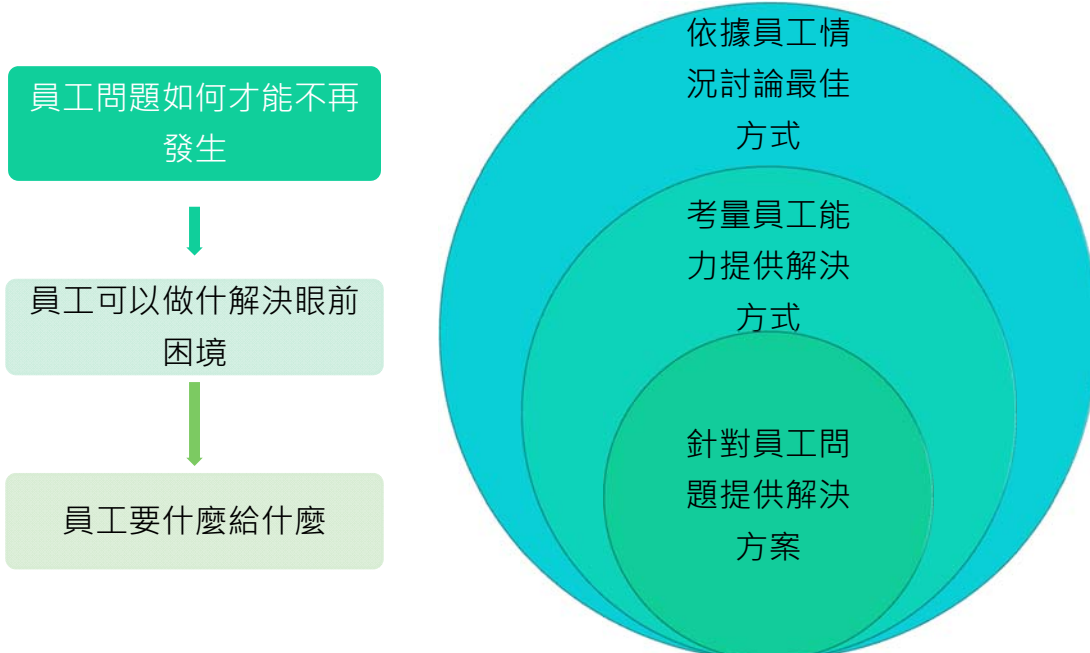 員工問題如何才能不再
發生
員工可以做什解決眼前
困境
員工要什麼給什麼
依據員工情
況討論最佳
方式
考量員工能
力提供解決
方式
針對員工問
題提供解決
方案